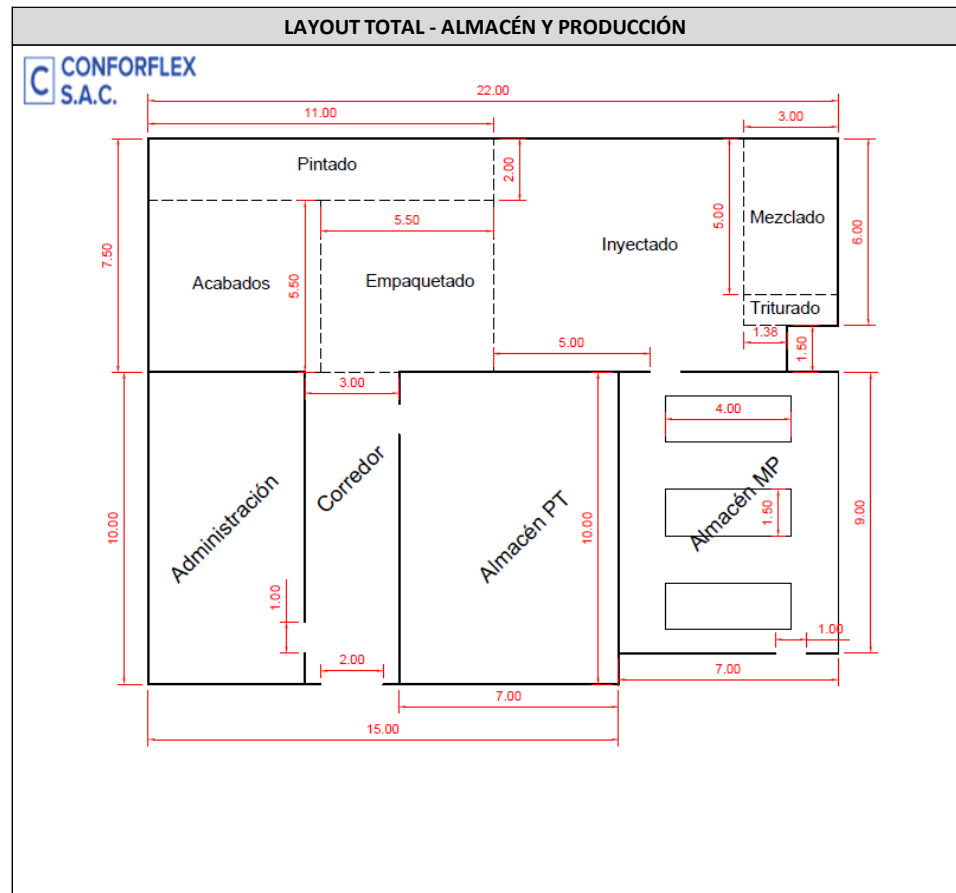 LAYOUT TOTAL - ALMACÉN Y PRODUCCIÓN
C CONFORFLEX
S.A.C.
22.00
11.00
3.00
Pintado
2.00
5.50
5.00
Mezclado
6.00
7.50
Inyectado
Acabados
5.50
Empaquetado
Triturado
1.38
1.50
5.00
3.00
4.00
Administración
Corredor
Almacén PT
Almacén MP
10.00
10.00
1.50
9.00
1.00
1.00
2.00
7.00
7.00
15.00